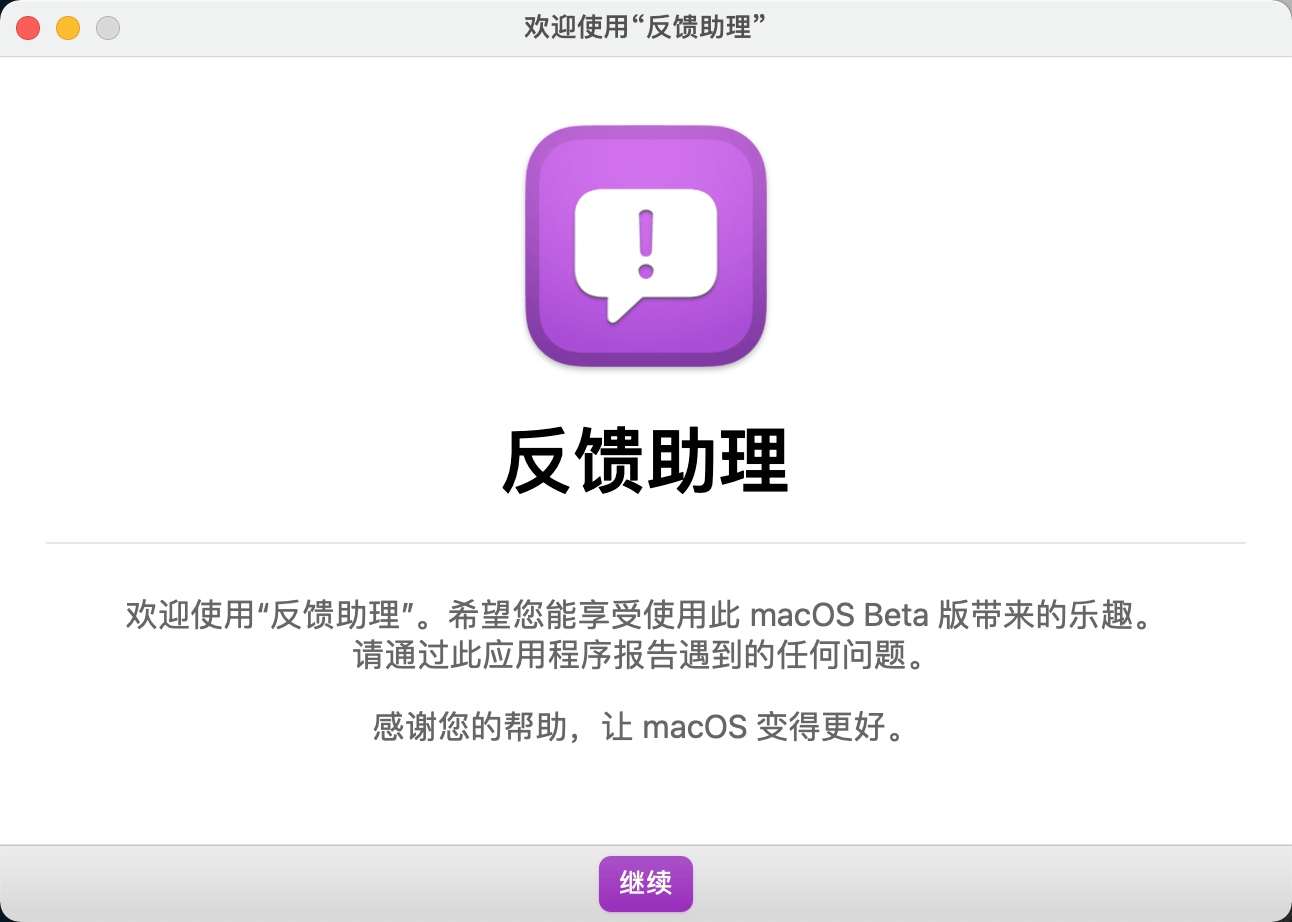 欢迎使用“反馈助理”
反馈助理
欢迎使用“反馈助理”。希望您能享受使用此 macOS Beta 版带来的乐趣。
请通过此应用程序报告遇到的任何问题。
感谢您的帮助，让 macOS 变得更好。
继续